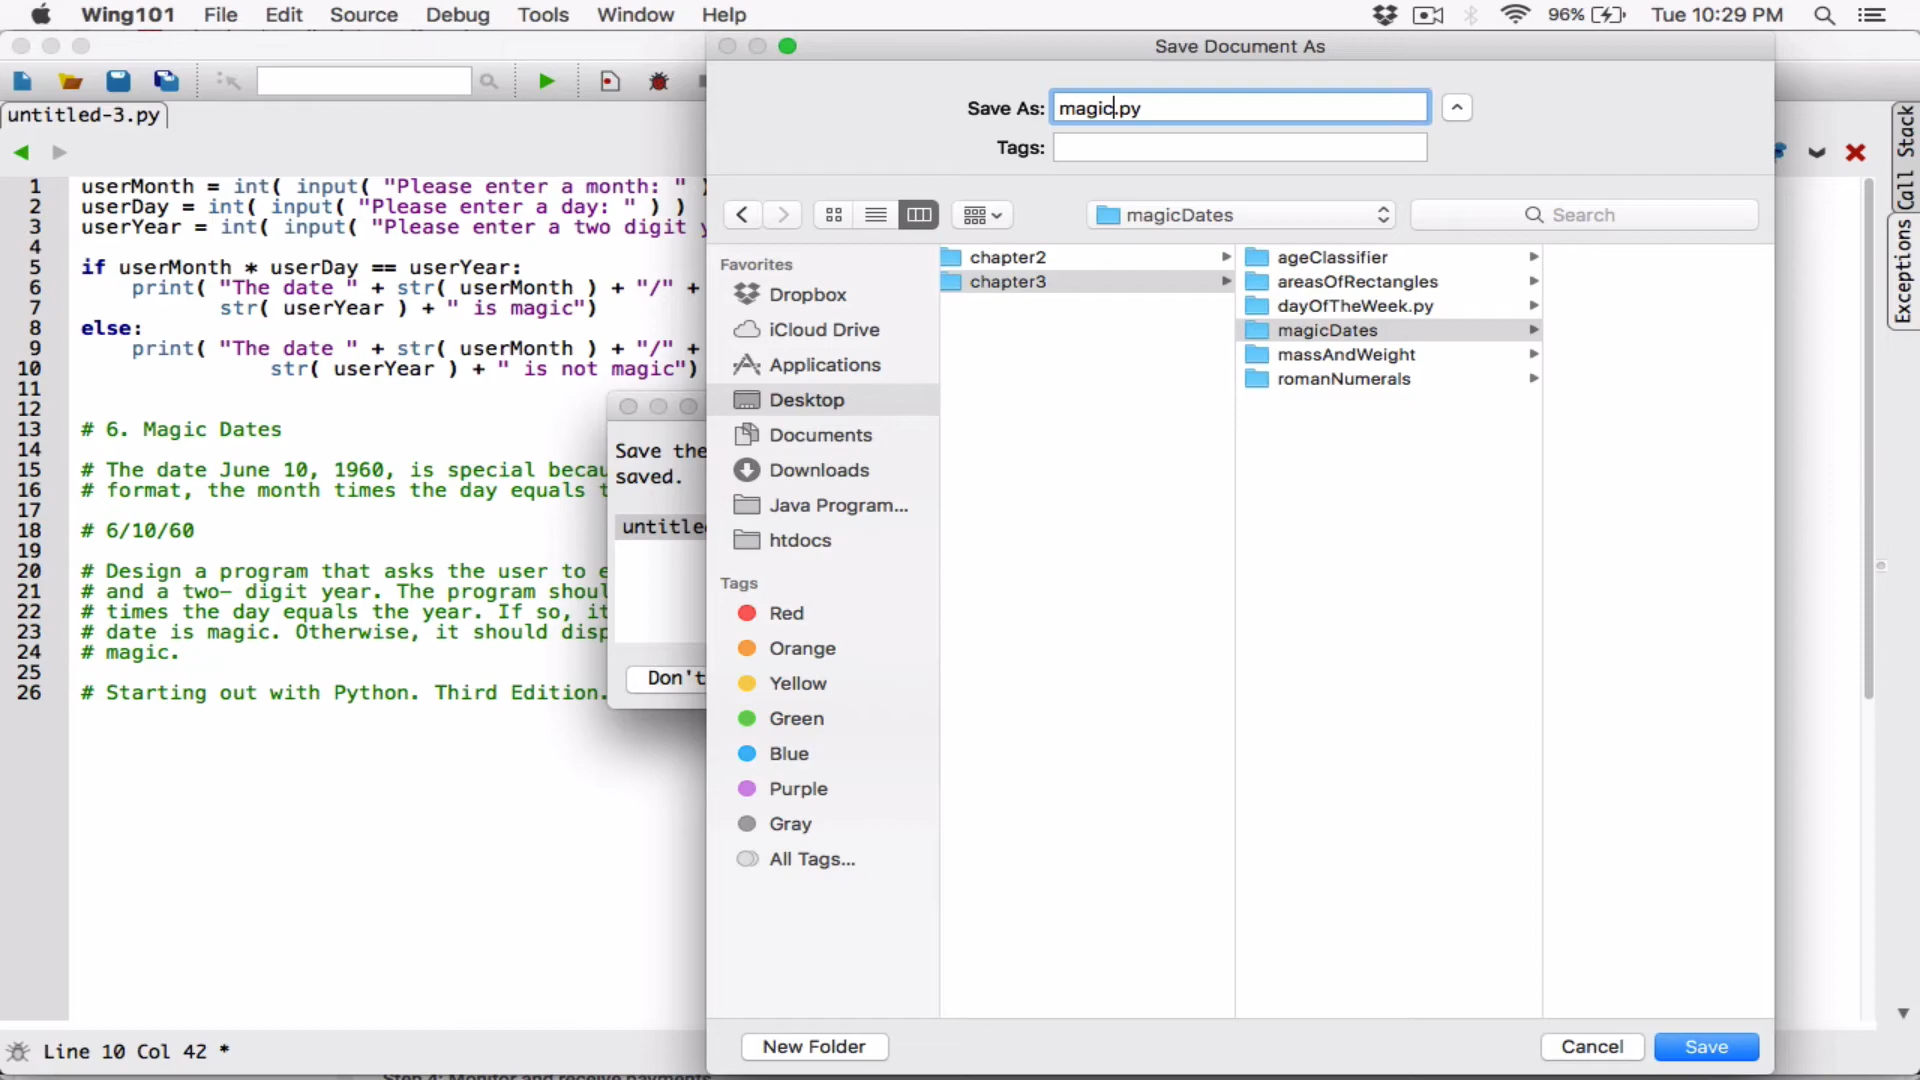 Wing101 File Edit Source Debug Tools Window Help 96% Tue 10:29 PM
Save Document As
Save As: magic.py
Tags:
untitled-3.py
magicDates
Search
Call Stack
Exceptions
1 userMonth = int( input( "Please enter a month: " )
2 userDay = int( input( "Please enter a day: " ) )
3 userYear = int( input( "Please enter a two digit y
4
5 if userMonth * userDay == userYear:
6 print( "The date " + str( userMonth ) + "/" +
7 str( userYear ) + " is magic")
8 else:
9 print( "The date " + str( userMonth ) + "/" +
10 str( userYear ) + " is not magic")
11
12
13 # 6. Magic Dates
14
15 # The date June 10, 1960, is special becau
16 # format, the month times the day equals t
17
18 # 6/10/60
19
20 # Design a program that asks the user to e
21 # and a two- digit year. The program shoul
22 # times the day equals the year. If so, it
23 # date is magic. Otherwise, it should disp
24 # magic.
25
26 # Starting out with Python. Third Edition.
Save the
saved.
untitle
Don't
Favorites
Dropbox
iCloud Drive
Applications
Desktop
Documents
Downloads
Java Program...
htdocs
Tags
Red
Orange
Yellow
Green
Blue
Purple
Gray
All Tags...
chapter2
chapter3
ageClassifier
areasOfRectangles
dayOfTheWeek.py
magicDates
massAndWeight
romanNumerals
New Folder
Cancel
Save
Line 10 Col 42 *
Step 4: Monitor and receive payments